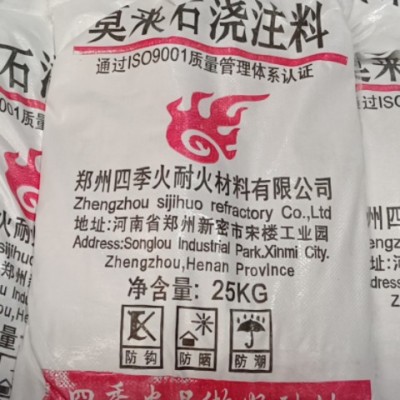 莫来石浇注料
通过ISO9001质量管理体系认证
郑州四季火耐火材料有限公司
Zhengzhou sijihuo refractory Co.,Ltd
地址:河南省郑州新密市宋楼工业园
Address:Songlou Industrial Park.Xinmi City.
Zhengzhou,Henan Province
净含量: 25KG
防钩 防晒 防潮